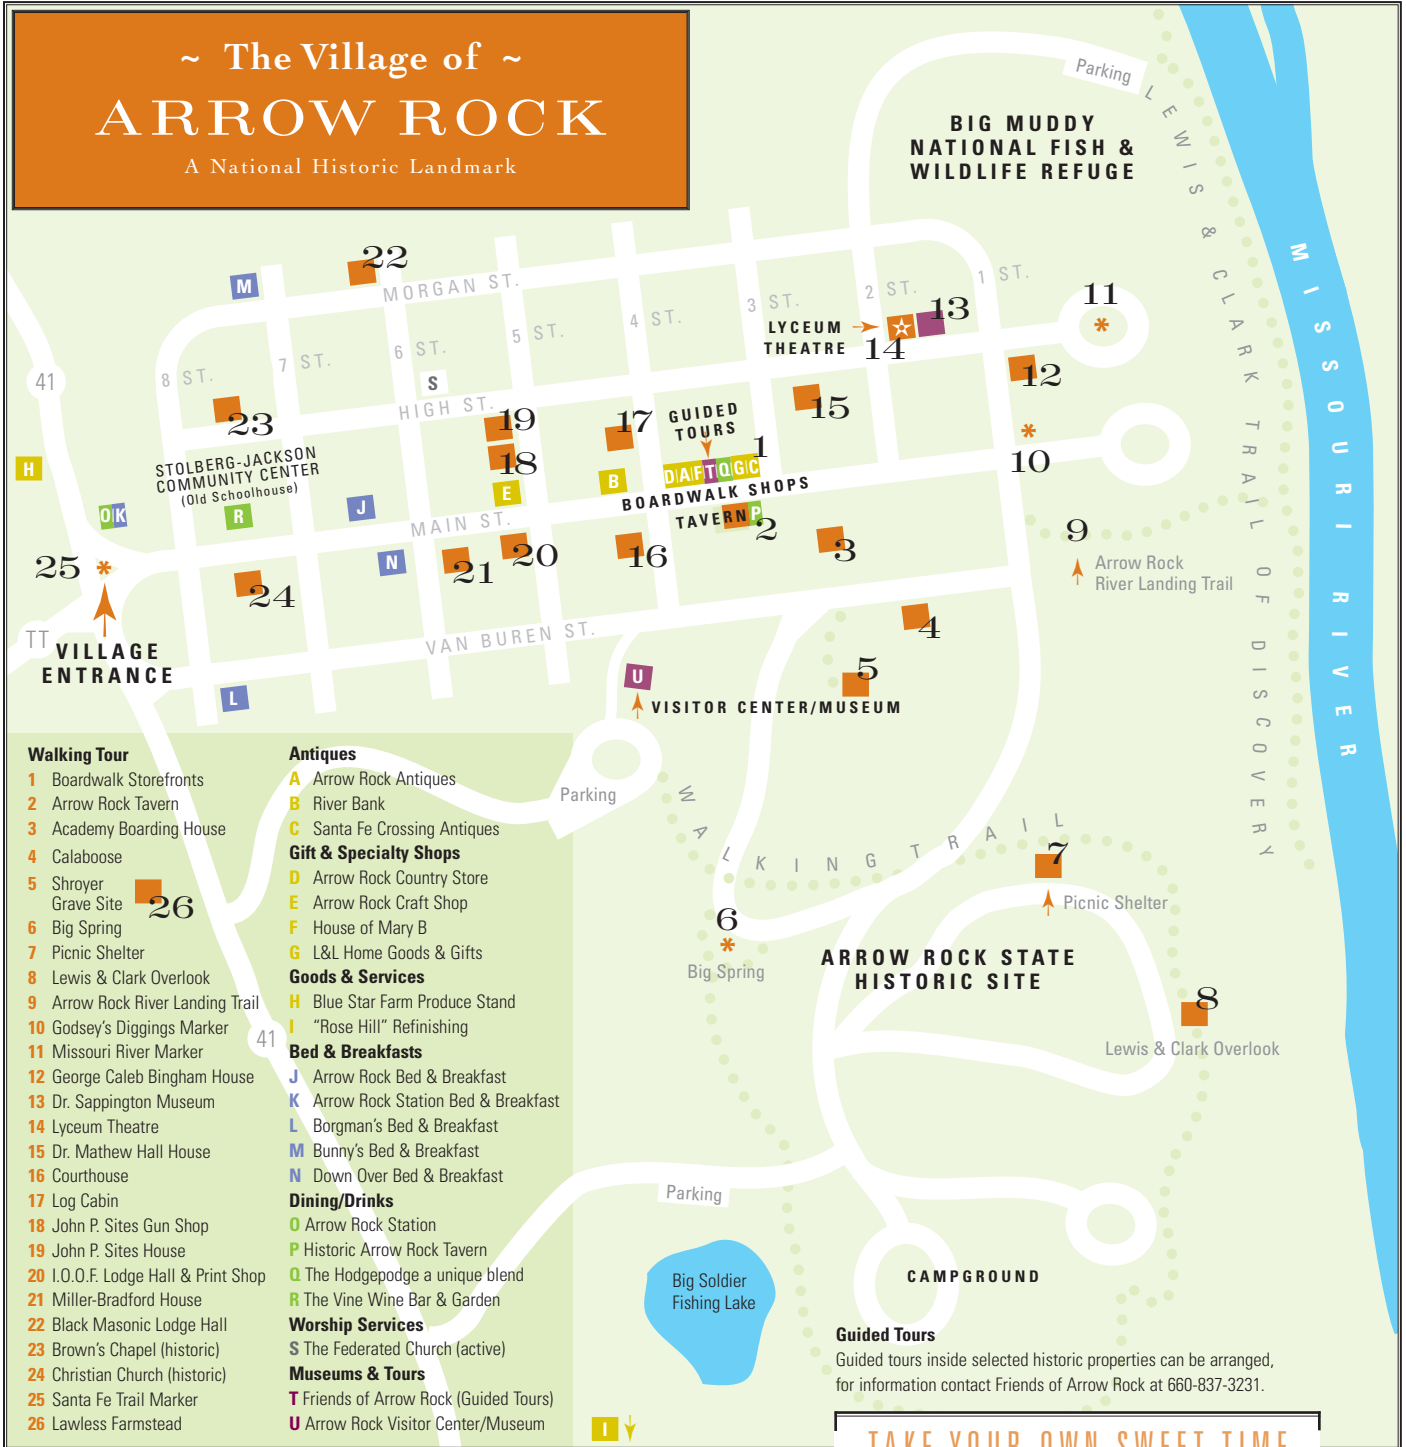 ~ The Village of ~
ARROW ROCK
A National Historic Landmark
Parking
LEWIS & CLARK TRAIL OF DISCOVERY
BIG MUDDY
NATIONAL FISH &
WILDLIFE REFUGE
MISSOURI RIVER
22
M
MORGAN ST.
1 ST.
2 ST.
3 ST.
4 ST.
5 ST.
6 ST.
7 ST.
8 ST.
11
*
13
LYCEUM
THEATRE
14
12
41
S
HIGH ST.
23
19
17
GUIDED
TOURS
15
*
10
STOLBERG-JACKSON
COMMUNITY CENTER
(Old Schoolhouse)
18
1
H
B
D A F T Q G C
E
BOARDWALK SHOPS
J
OK
R
MAIN ST.
TAVERN
P
2
9
25 *
N
21
20
16
3
Arrow Rock
River Landing Trail
24
TT
VILLAGE
ENTRANCE
VAN BUREN ST.
4
5
U
L
VISITOR CENTER/MUSEUM
Parking
WALKING TRAIL
7
Picnic Shelter
6
*
Big Spring
ARROW ROCK STATE
HISTORIC SITE
8
Lewis & Clark Overlook
26
41
Parking
Big Soldier
Fishing Lake
CAMPGROUND
I
Walking Tour
1 Boardwalk Storefronts
2 Arrow Rock Tavern
3 Academy Boarding House
4 Calaboose
5 Shroyer
Grave Site
6 Big Spring
7 Picnic Shelter
8 Lewis & Clark Overlook
9 Arrow Rock River Landing Trail
10 Godsey's Diggings Marker
11 Missouri River Marker
12 George Caleb Bingham House
13 Dr. Sappington Museum
14 Lyceum Theatre
15 Dr. Mathew Hall House
16 Courthouse
17 Log Cabin
18 John P. Sites Gun Shop
19 John P. Sites House
20 I.O.O.F. Lodge Hall & Print Shop
21 Miller-Bradford House
22 Black Masonic Lodge Hall
23 Brown's Chapel (historic)
24 Christian Church (historic)
25 Santa Fe Trail Marker
26 Lawless Farmstead
Antiques
A Arrow Rock Antiques
B River Bank
C Santa Fe Crossing Antiques
Gift & Specialty Shops
D Arrow Rock Country Store
E Arrow Rock Craft Shop
F House of Mary B
G L&L Home Goods & Gifts
Goods & Services
H Blue Star Farm Produce Stand
I “Rose Hill” Refinishing
Bed & Breakfasts
J Arrow Rock Bed & Breakfast
K Arrow Rock Station Bed & Breakfast
L Borgman's Bed & Breakfast
M Bunny's Bed & Breakfast
N Down Over Bed & Breakfast
Dining/Drinks
O Arrow Rock Station
P Historic Arrow Rock Tavern
Q The Hodgepodge a unique blend
R The Vine Wine Bar & Garden
Worship Services
S The Federated Church (active)
Museums & Tours
T Friends of Arrow Rock (Guided Tours)
U Arrow Rock Visitor Center/Museum
Guided Tours
Guided tours inside selected historic properties can be arranged,
for information contact Friends of Arrow Rock at 660-837-3231.
TAKE YOUR OWN SWEET TIME